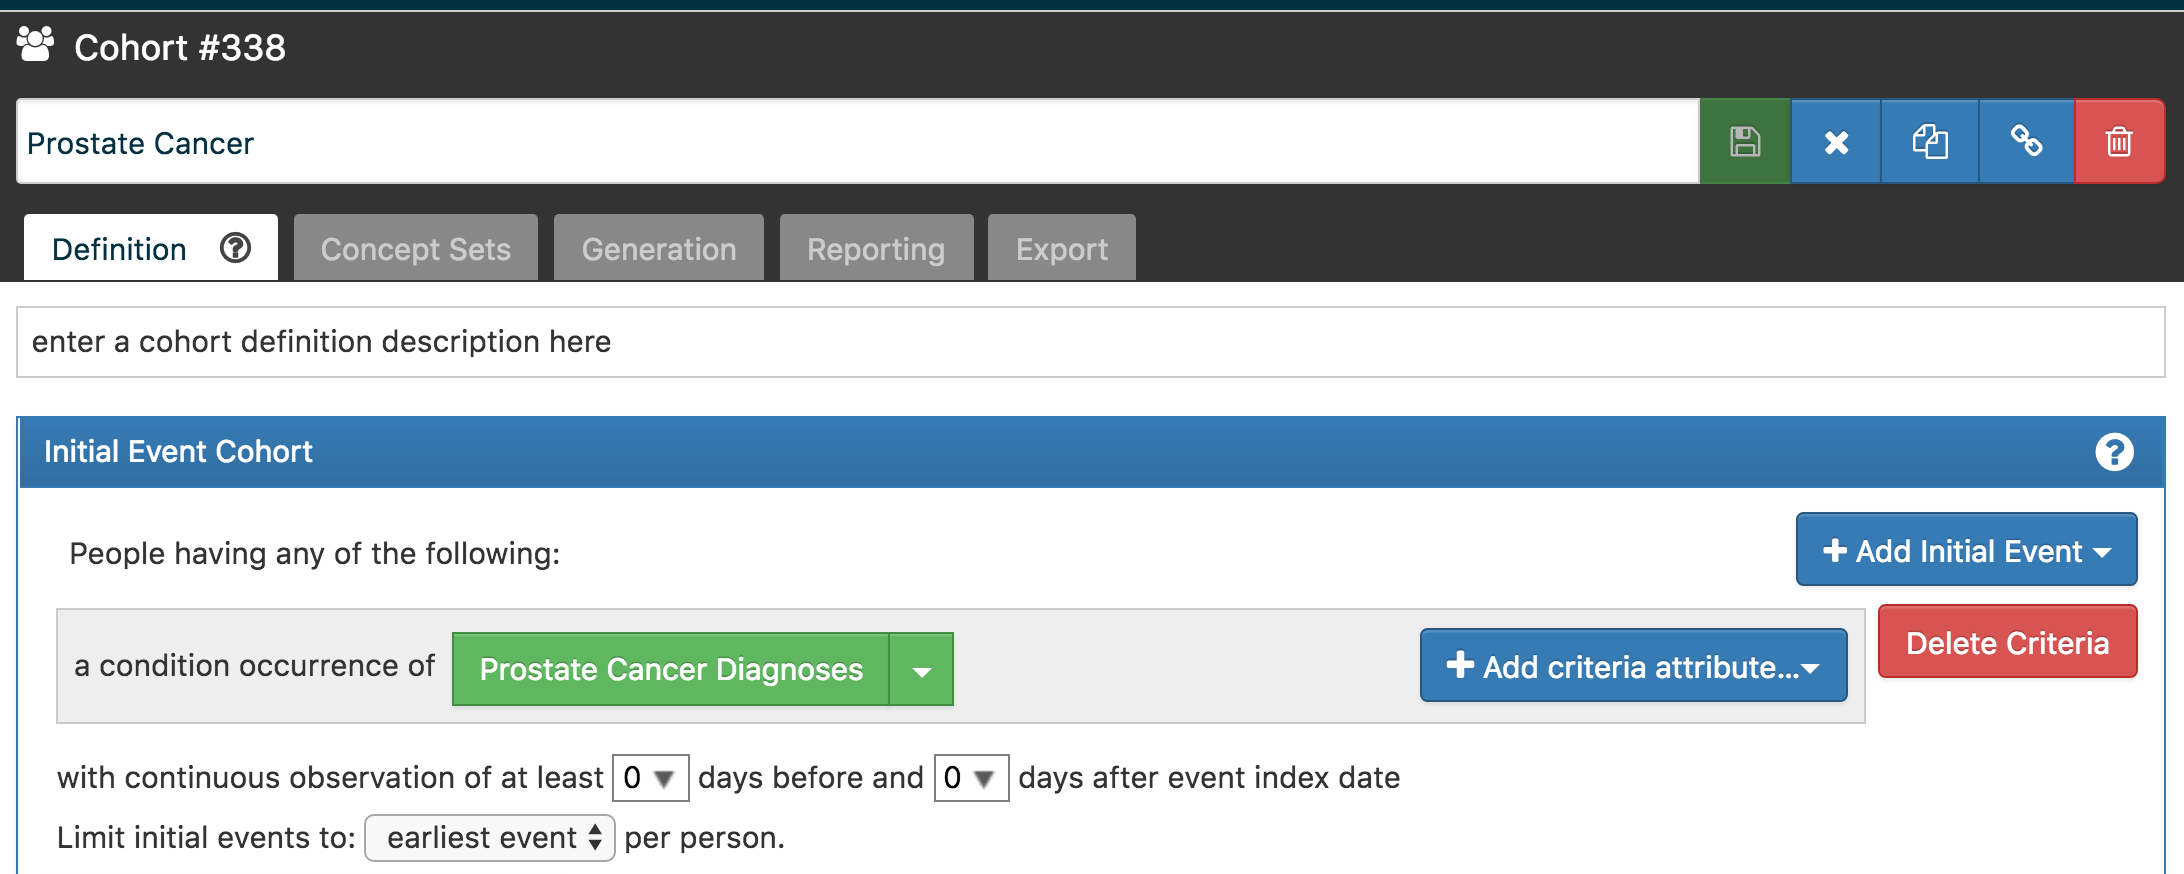 Cohort #338
Prostate Cancer
Definition Concept Sets Generation Reporting Export
enter a cohort definition description here
Initial Event Cohort
People having any of the following:
Add Initial Event
a condition occurrence of Prostate Cancer Diagnoses Add criteria attribute... Delete Criteria
with continuous observation of at least 0 days before and 0 days after event index date
Limit initial events to: earliest event per person.